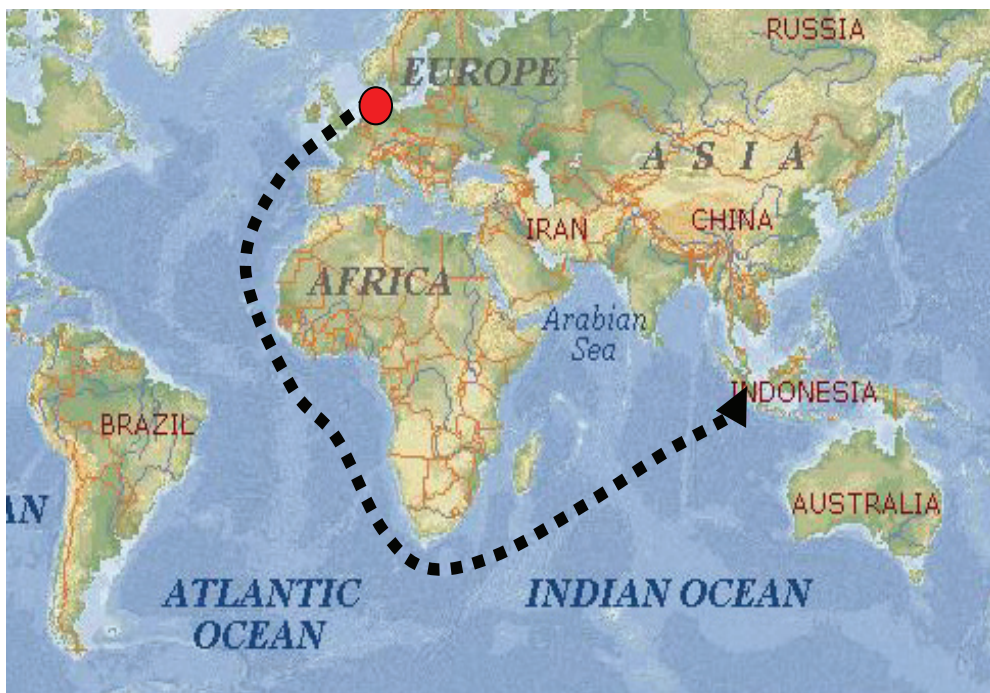 RUSSIA
EUROPE
A S I A
IRAN
CHINA
AFRICA
Arabian
Sea
INDONESIA
BRAZIL
AN
AUSTRALIA
ATLANTIC
OCEAN
INDIAN OCEAN